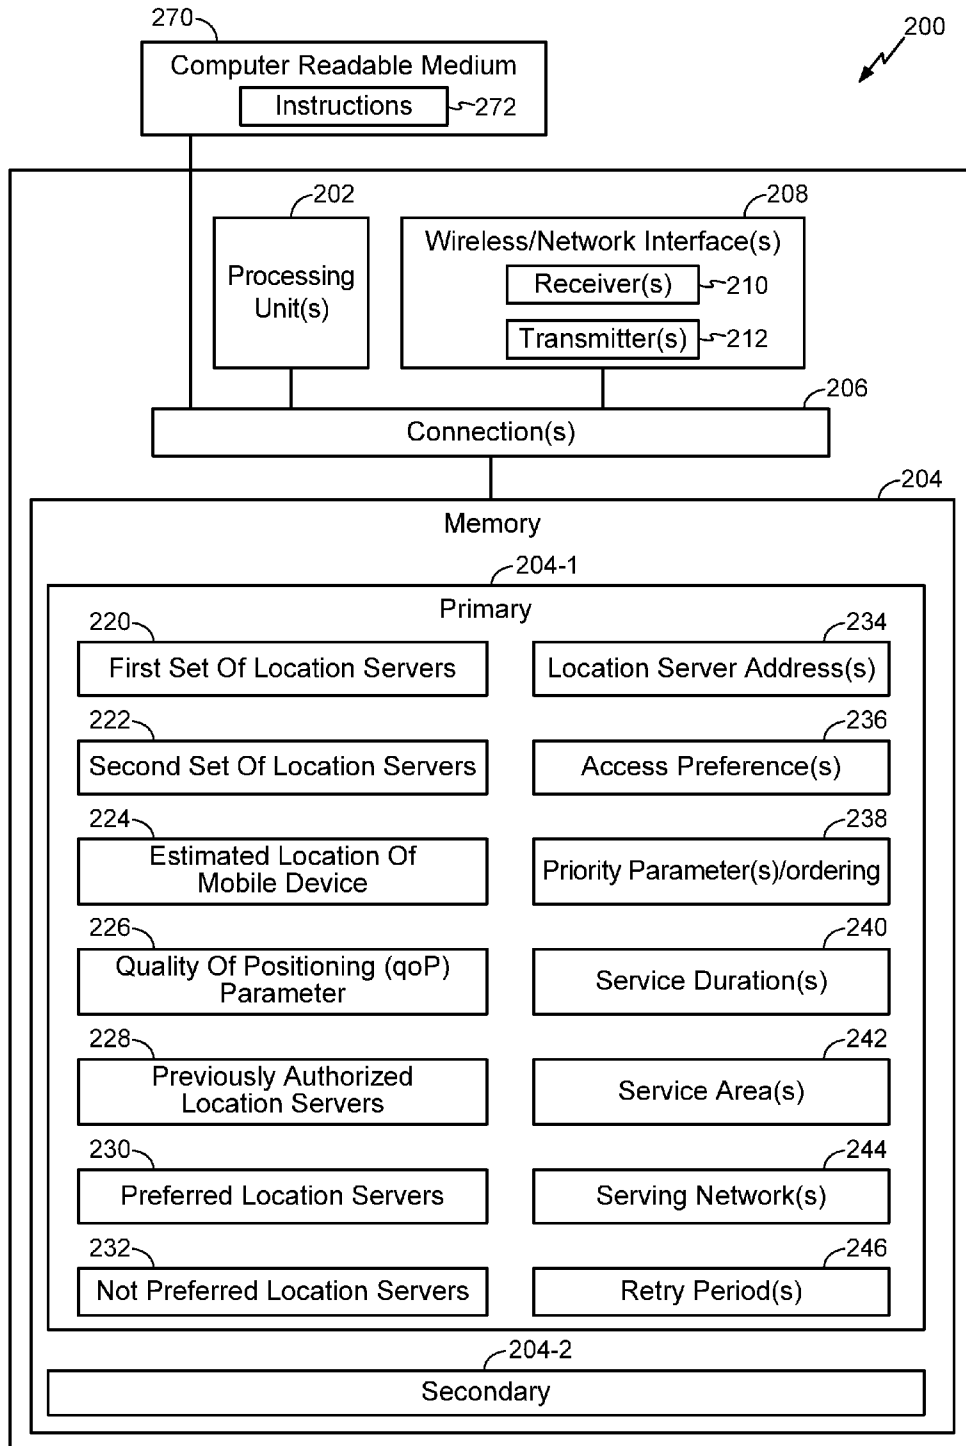 270
200
Computer Readable Medium
Instructions
272
202
208
Processing
Unit(s)
Wireless/Network Interface(s)
Receiver(s)
210
Transmitter(s)
212
206
Connection(s)
204
Memory
204-1
Primary
220
First Set Of Location Servers
234
Location Server Address(s)
222
Second Set Of Location Servers
236
Access Preference(s)
224
Estimated Location Of
Mobile Device
238
Priority Parameter(s)/ordering
226
Quality Of Positioning (qoP)
Parameter
240
Service Duration(s)
228
Previously Authorized
Location Servers
242
Service Area(s)
230
Preferred Location Servers
244
Serving Network(s)
232
Not Preferred Location Servers
246
Retry Period(s)
204-2
Secondary